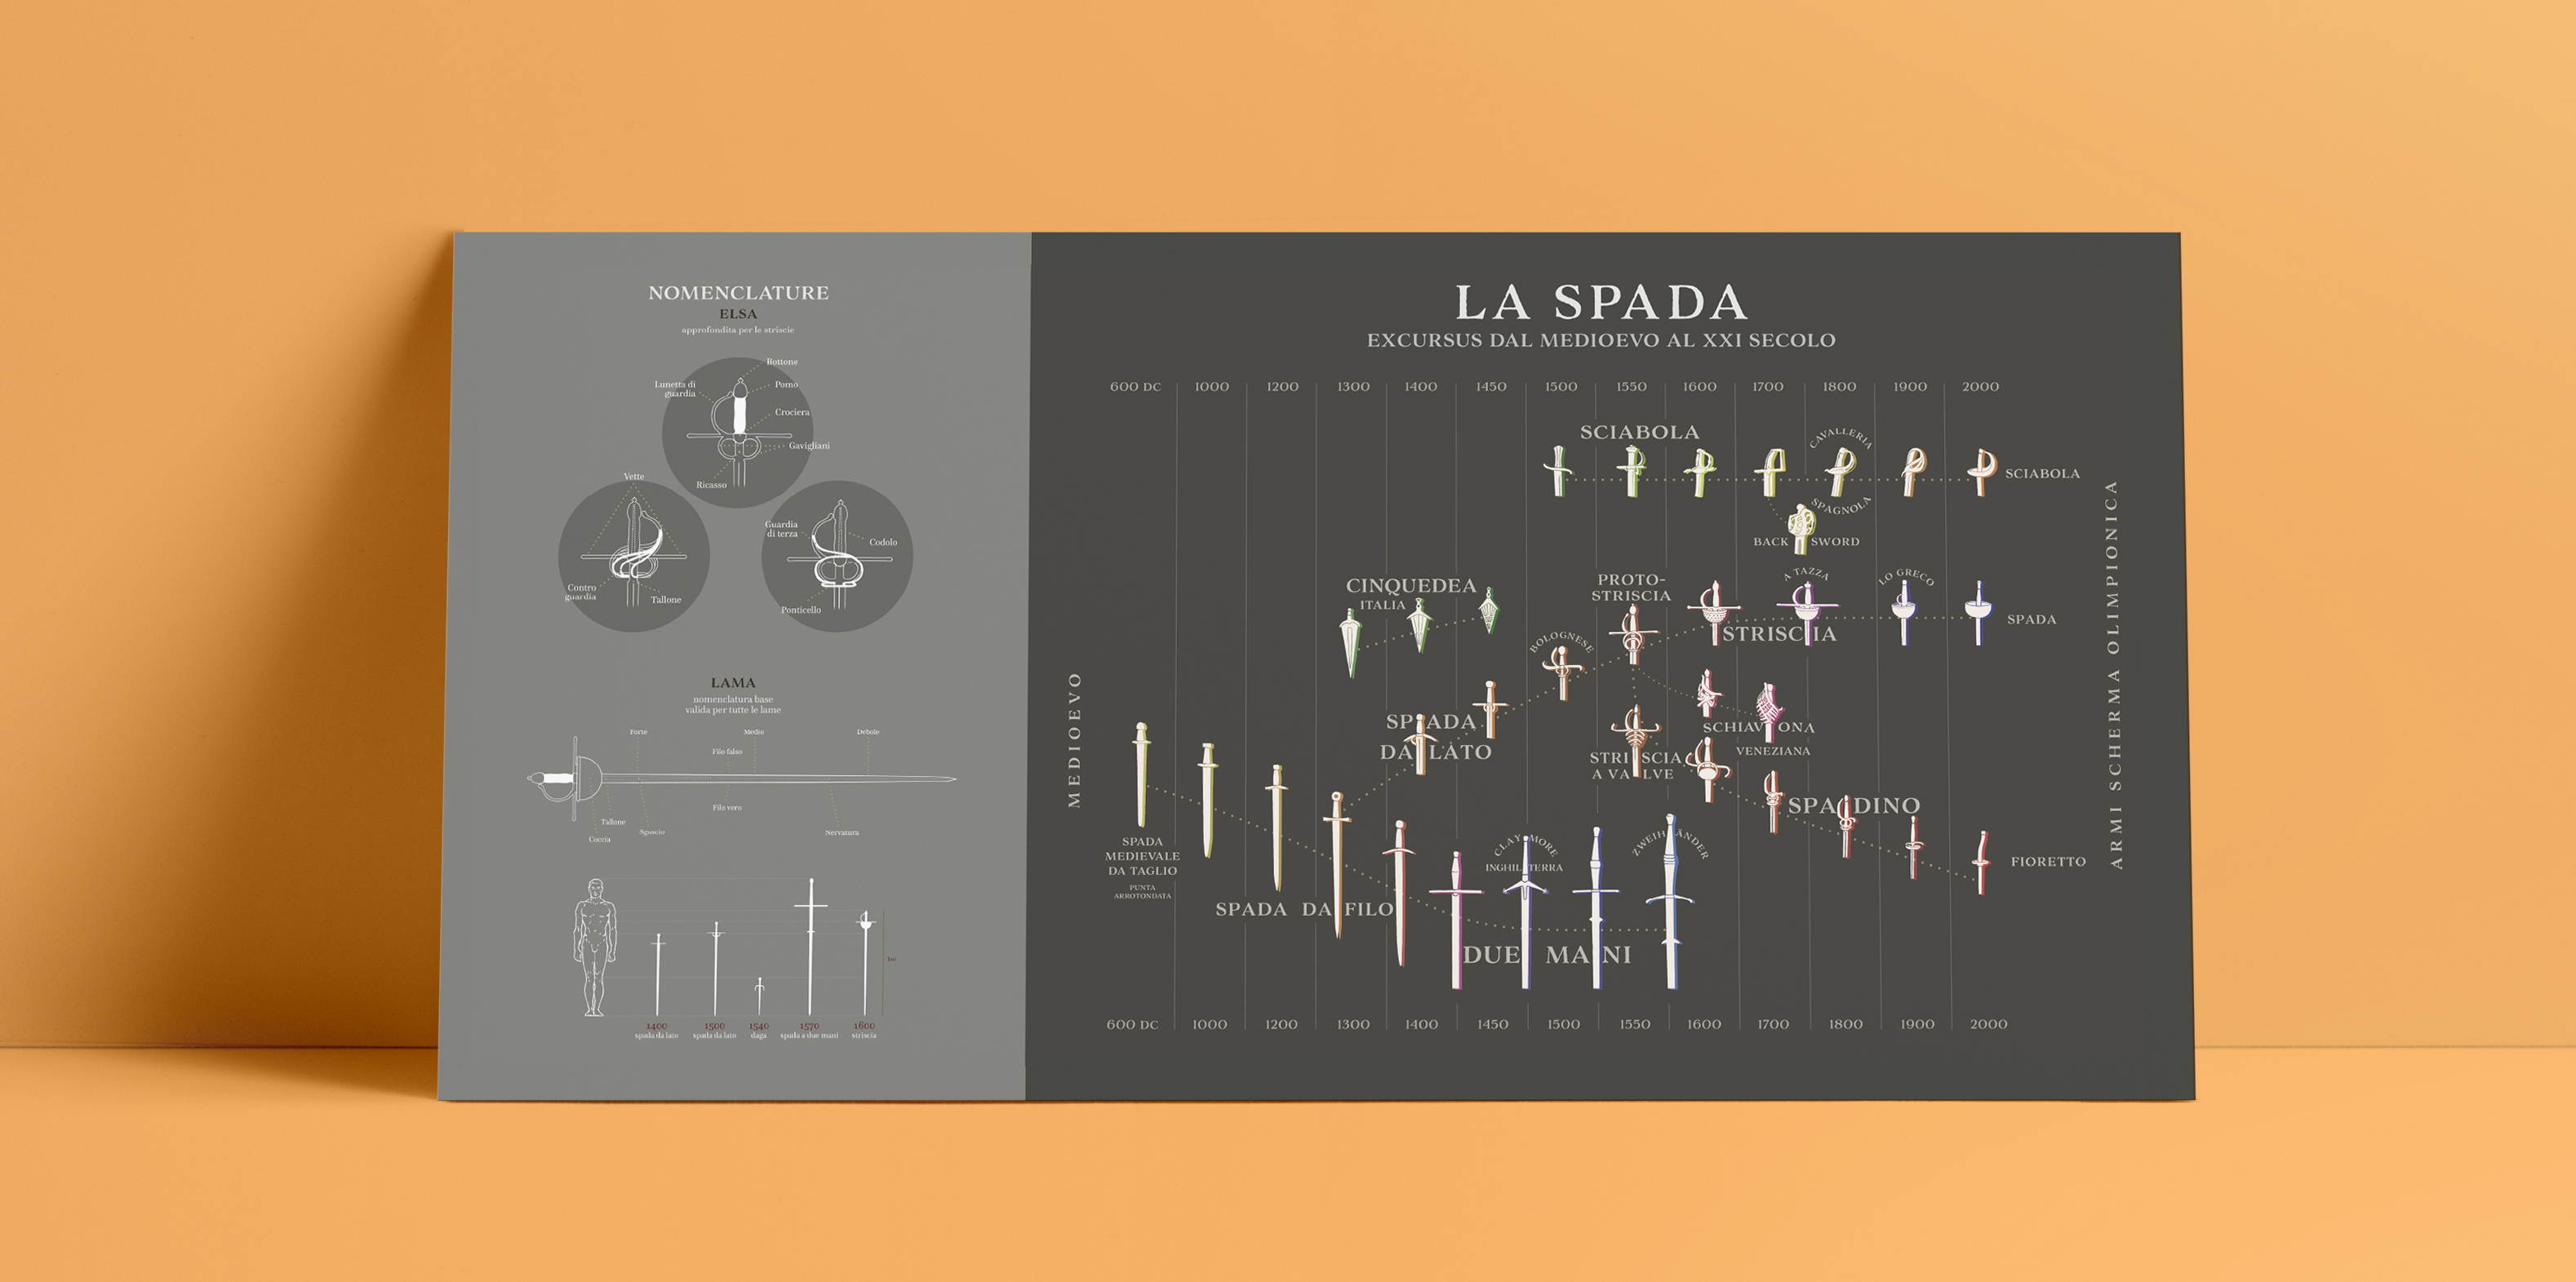 NOMENCLATURE
ELSA
approfondita per le striscie
Bottone
Lunetta di
guardia
Pomo
Crociera
Gavigliani
Ricasso
Vette
Contro
guardia
Tallone
Guardia
di terza
Codolo
Ponticello
LAMA
nomenclatura base
valida per tutte le lame
Forte
Medio
Debole
Filo falso
Filo vero
Tallone
Sguscio
Coccia
Nervatura
1400
spada da lato
1500
spada da lato
1540
daga
1570
spada a due mani
1600
striscia
LA SPADA
EXCURSUS DAL MEDIOEVO AL XXI SECOLO
600 DC 1000 1200 1300 1400 1450 1500 1550 1600 1700 1800 1900 2000
MEDIOEVO
SCIABOLA
CAVALLERIA
SCIABOLA
SPAGNOLA
BACK SWORD
CINQUEDEA
ITALIA
PROTO-
STRISCIA
A TAZZA
LO GRECO
SPADA
STRISCIA
BOLOGNESE
SPADA
DA LATO
SCHIAVONA
VENEZIANA
STRISCIA
A VALVE
SPADINO
SPADA
MEDIEVALE
DA TAGLIO
PUNTA
ARROTONDATA
CLAYMORE
INGHILTERRA
ZWEIHÄNDER
FIORETTO
SPADA DA FILO
DUE MANI
ARMI SCHERMA OLIMPIONICA
600 DC 1000 1200 1300 1400 1450 1500 1550 1600 1700 1800 1900 2000